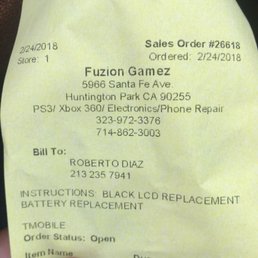 2/24/2018 Sales Order #26618
Store: 1 Ordered: 2/24/2018
Fuzion Gamez
5966 Santa Fe Ave
Huntington Park CA 90255
PS3/ Xbox 360/ Electronics/Phone Repair
323-972-3376
714-862-3003
Bill To:
ROBERTO DIAZ
213 235 7941
INSTRUCTIONS: BLACK LCD REPLACEMENT
BATTERY REPLACEMENT
TMOBILE
Order Status: Open
Item Name